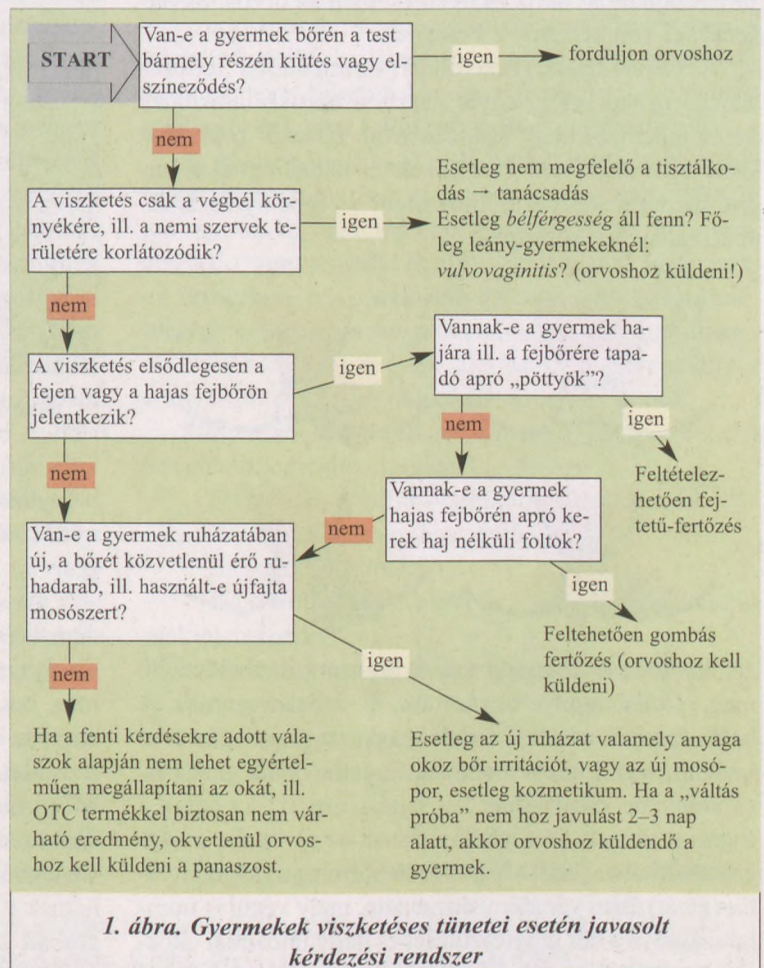 START
Van-e a gyermek bőrén a test
bármely részén kiütés vagy el-
színeződés?
igen
forduljon orvoshoz
nem
A viszketés csak a végbél kör-
nyékére, ill. a nemi szervek te-
rületére korlátozódik?
igen
Esetleg nem megfelelő a tisztálko-
dás → tanácsadás
Esetleg bélférgesség áll fenn? Fő-
leg leány-gyermekeknél:
vulvovaginitis? (orvoshoz küldeni!)
nem
A viszketés elsődlegesen a
fejen vagy a hajas fejbőrön
jelentkezik?
igen
Vannak-e a gyermek ha-
jára ill. a fejbőrére tapa-
dó apró „pöttyök”?
nem
igen
Feltételez-
hetően fej-
tetű-fertőzés
nem
Vannak-e a gyermek
hajas fejbőrén apró ke-
rek haj nélküli foltok?
nem
igen
Feltehetően gombás
fertőzés (orvoshoz kell
küldeni)
Van-e a gyermek ruházatában
új, a bőrét közvetlenül érő ru-
hadarab, ill. használt-e újfajta
mosószert?
nem
igen
Ha a fenti kérdésekre adott vála-
szok alapján nem lehet egyértel-
műen megállapítani az okát, ill.
OTC termékkel biztosan nem vár-
ható eredmény, okvetlenül orvos-
hoz kell küldeni a panaszost.
Esetleg az új ruházat valamely anyaga
okoz bőr irritációt, vagy az új mosó-
por, esetleg kozmetikum. Ha a „váltás
próba” nem hoz javulást 2–3 nap
alatt, akkor orvoshoz küldendő a
gyermek.
1. ábra. Gyermekek viszketéses tünetei esetén javasolt
kérdezési rendszer